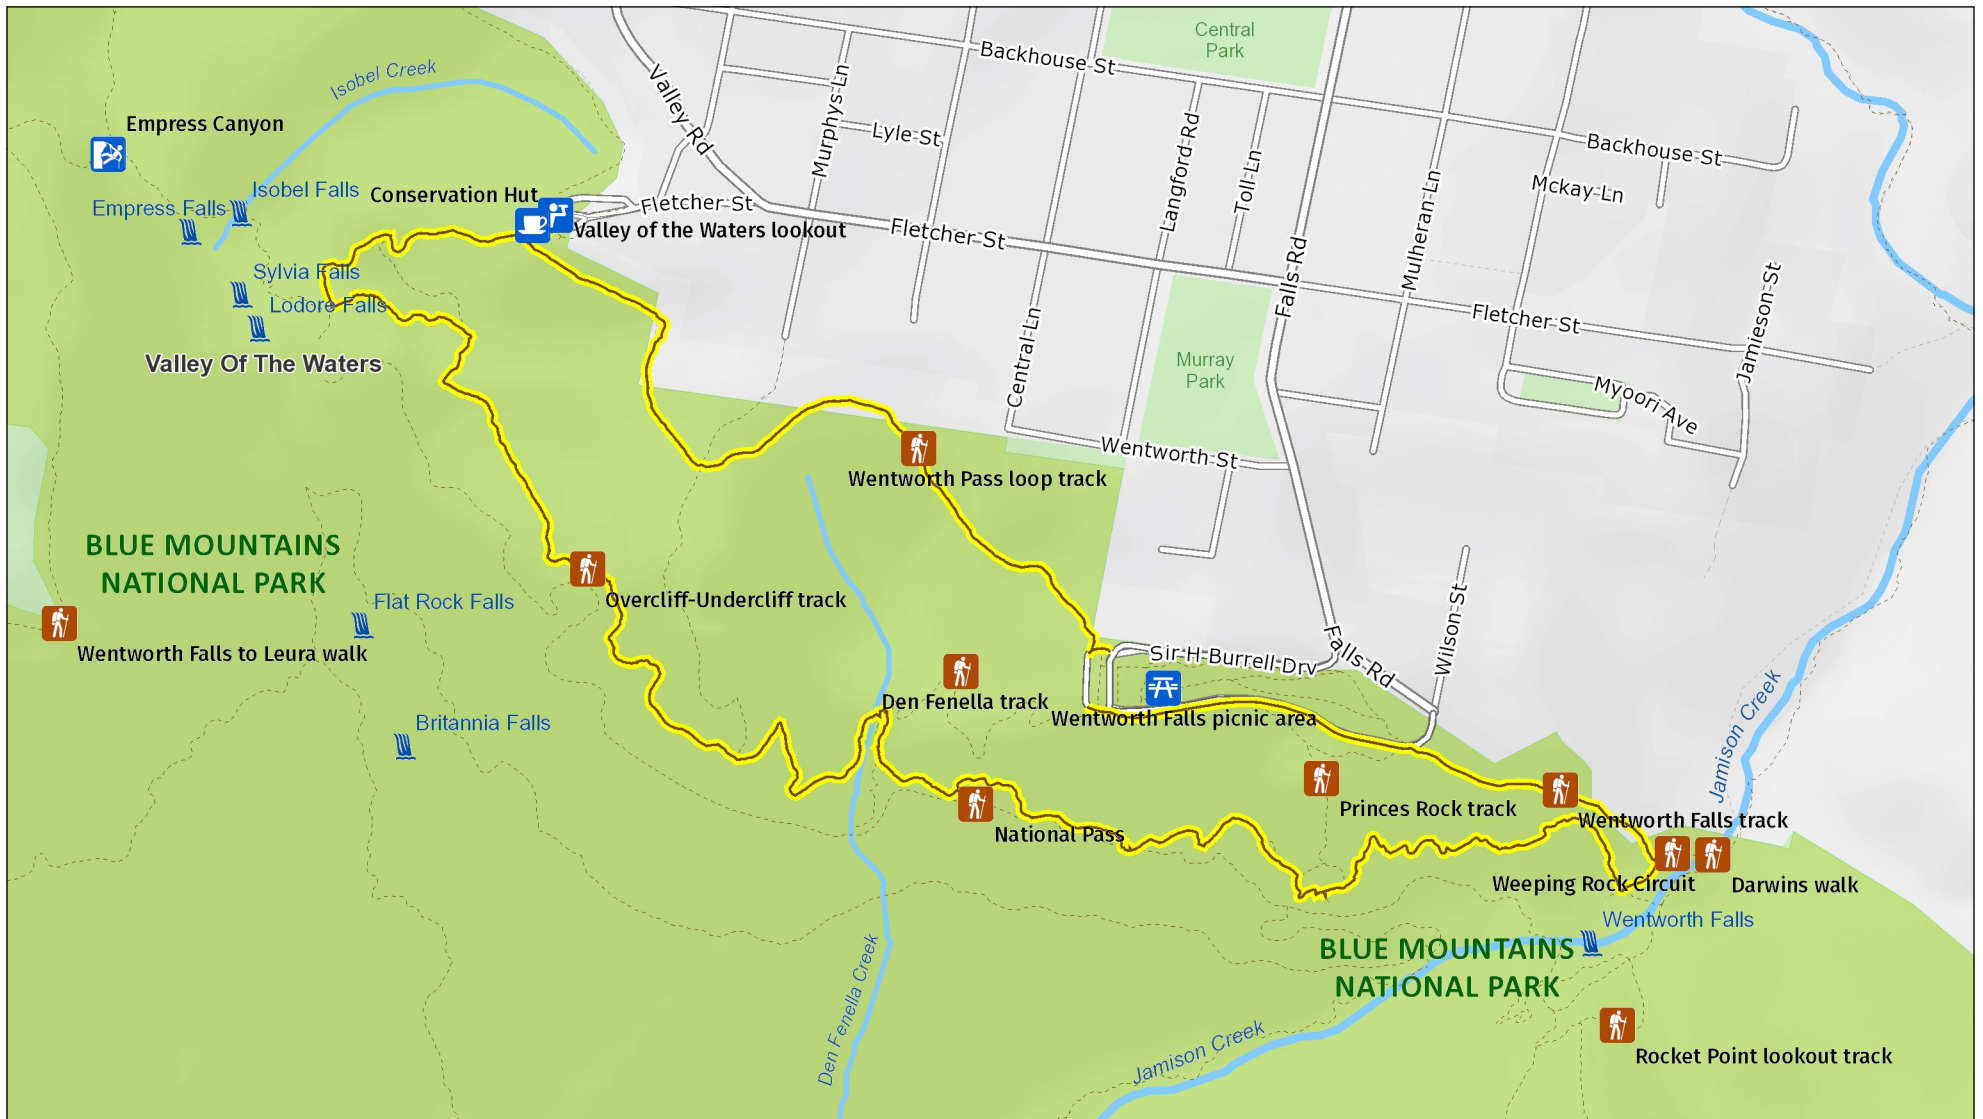 Central
Park
Backhouse St
Isobel Creek
Valley Rd
Murphys Ln
Lyle St
Empress Canyon
Langford Rd
Toll Ln
Backhouse St
Mckay Ln
Mulheran Ln
Isobel Falls
Conservation Hut
Fletcher St
Empress Falls
Valley of the Waters lookout
Fletcher St
Falls Rd
Sylvia Falls
Lodore Falls
Fletcher St
Jamieson St
Valley Of The Waters
Central Ln
Murray
Park
Myoori Ave
Wentworth St
Wentworth Pass loop track
BLUE MOUNTAINS
NATIONAL PARK
Flat Rock Falls
Overcliff-Undercliff track
Wentworth Falls to Leura walk
Wilson St
Sir H Burrell Drv
Falls Rd
Den Fenella track
Wentworth Falls picnic area
Britannia Falls
Jamison Creek
Princes Rock track
Wentworth Falls track
National Pass
Weeping Rock Circuit
Darwins walk
Wentworth Falls
BLUE MOUNTAINS
NATIONAL PARK
Den Fenella Creek
Jamison Creek
Rocket Point lookout track